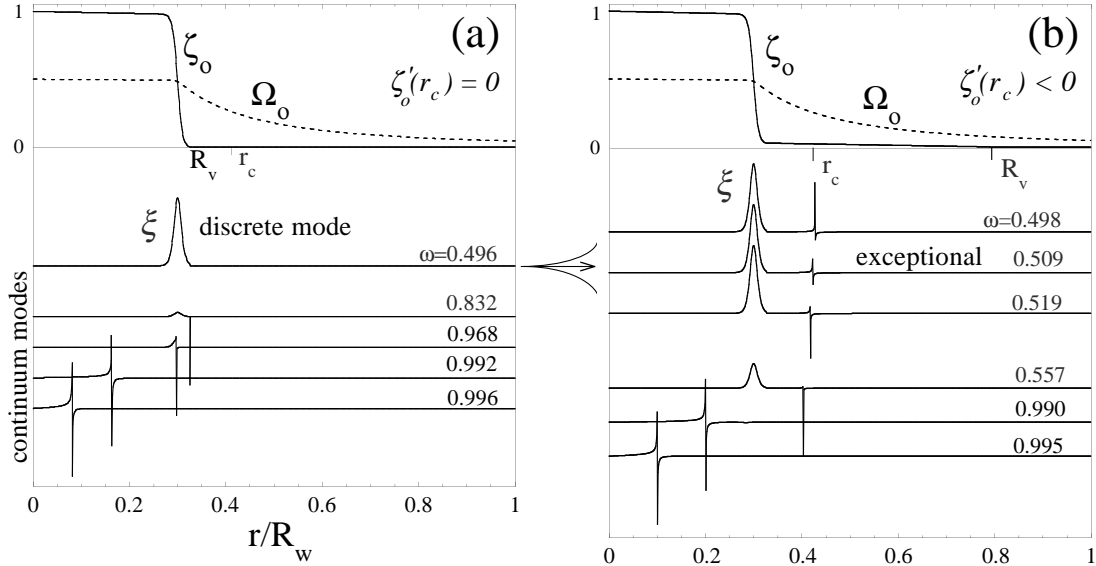 1
(a)
ζo
ζo′(rc) = 0
Ωo
0
Rv
rc
ξ
discrete mode
ω=0.496
continuum modes
0.832
0.968
0.992
0.996
0
0.2
0.4
0.6
0.8
1
r/Rw
1
(b)
ζo
ζo′(rc) < 0
Ωo
0
rc
Rv
ξ
ω=0.498
exceptional
0.509
0.519
0.557
0.990
0.995
0
0.2
0.4
0.6
0.8
1